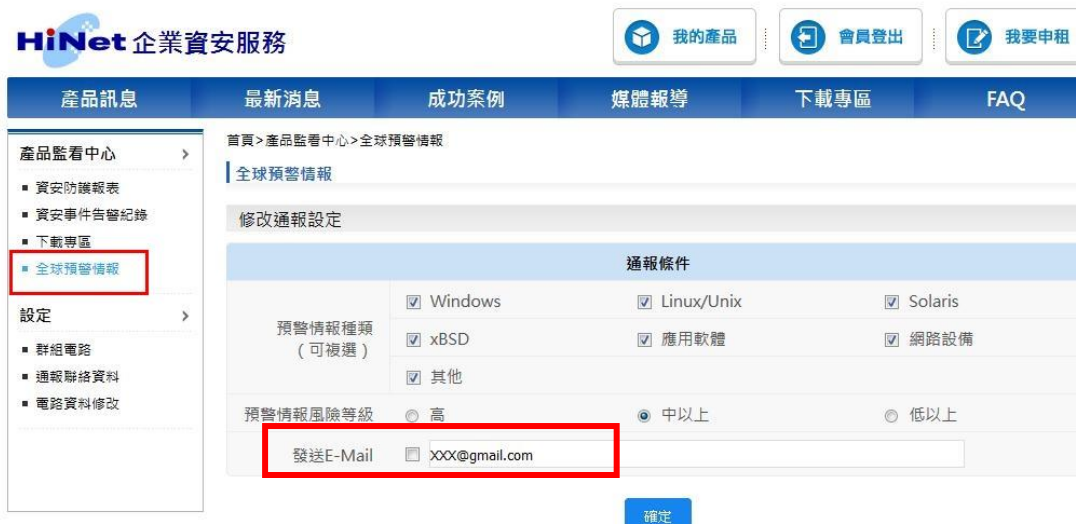 HiNet 企業資安服務
我的產品
會員登出
我要申租
產品訊息 最新消息 成功案例 媒體報導 下載專區 FAQ
產品監看中心
資安防護報表
資安事件告警紀錄
下載專區
全球預警情報
設定
群組電路
通報聯絡資料
電路資料修改
首頁>產品監看中心>全球預警情報
全球預警情報
修改通報設定
通報條件
預警情報種類
(可複選)
Windows Linux/Unix Solaris
xBSD 應用軟體 網路設備
其他
預警情報風險等級 高 中以上 低以上
發送E-Mail XXX@gmail.com
確定